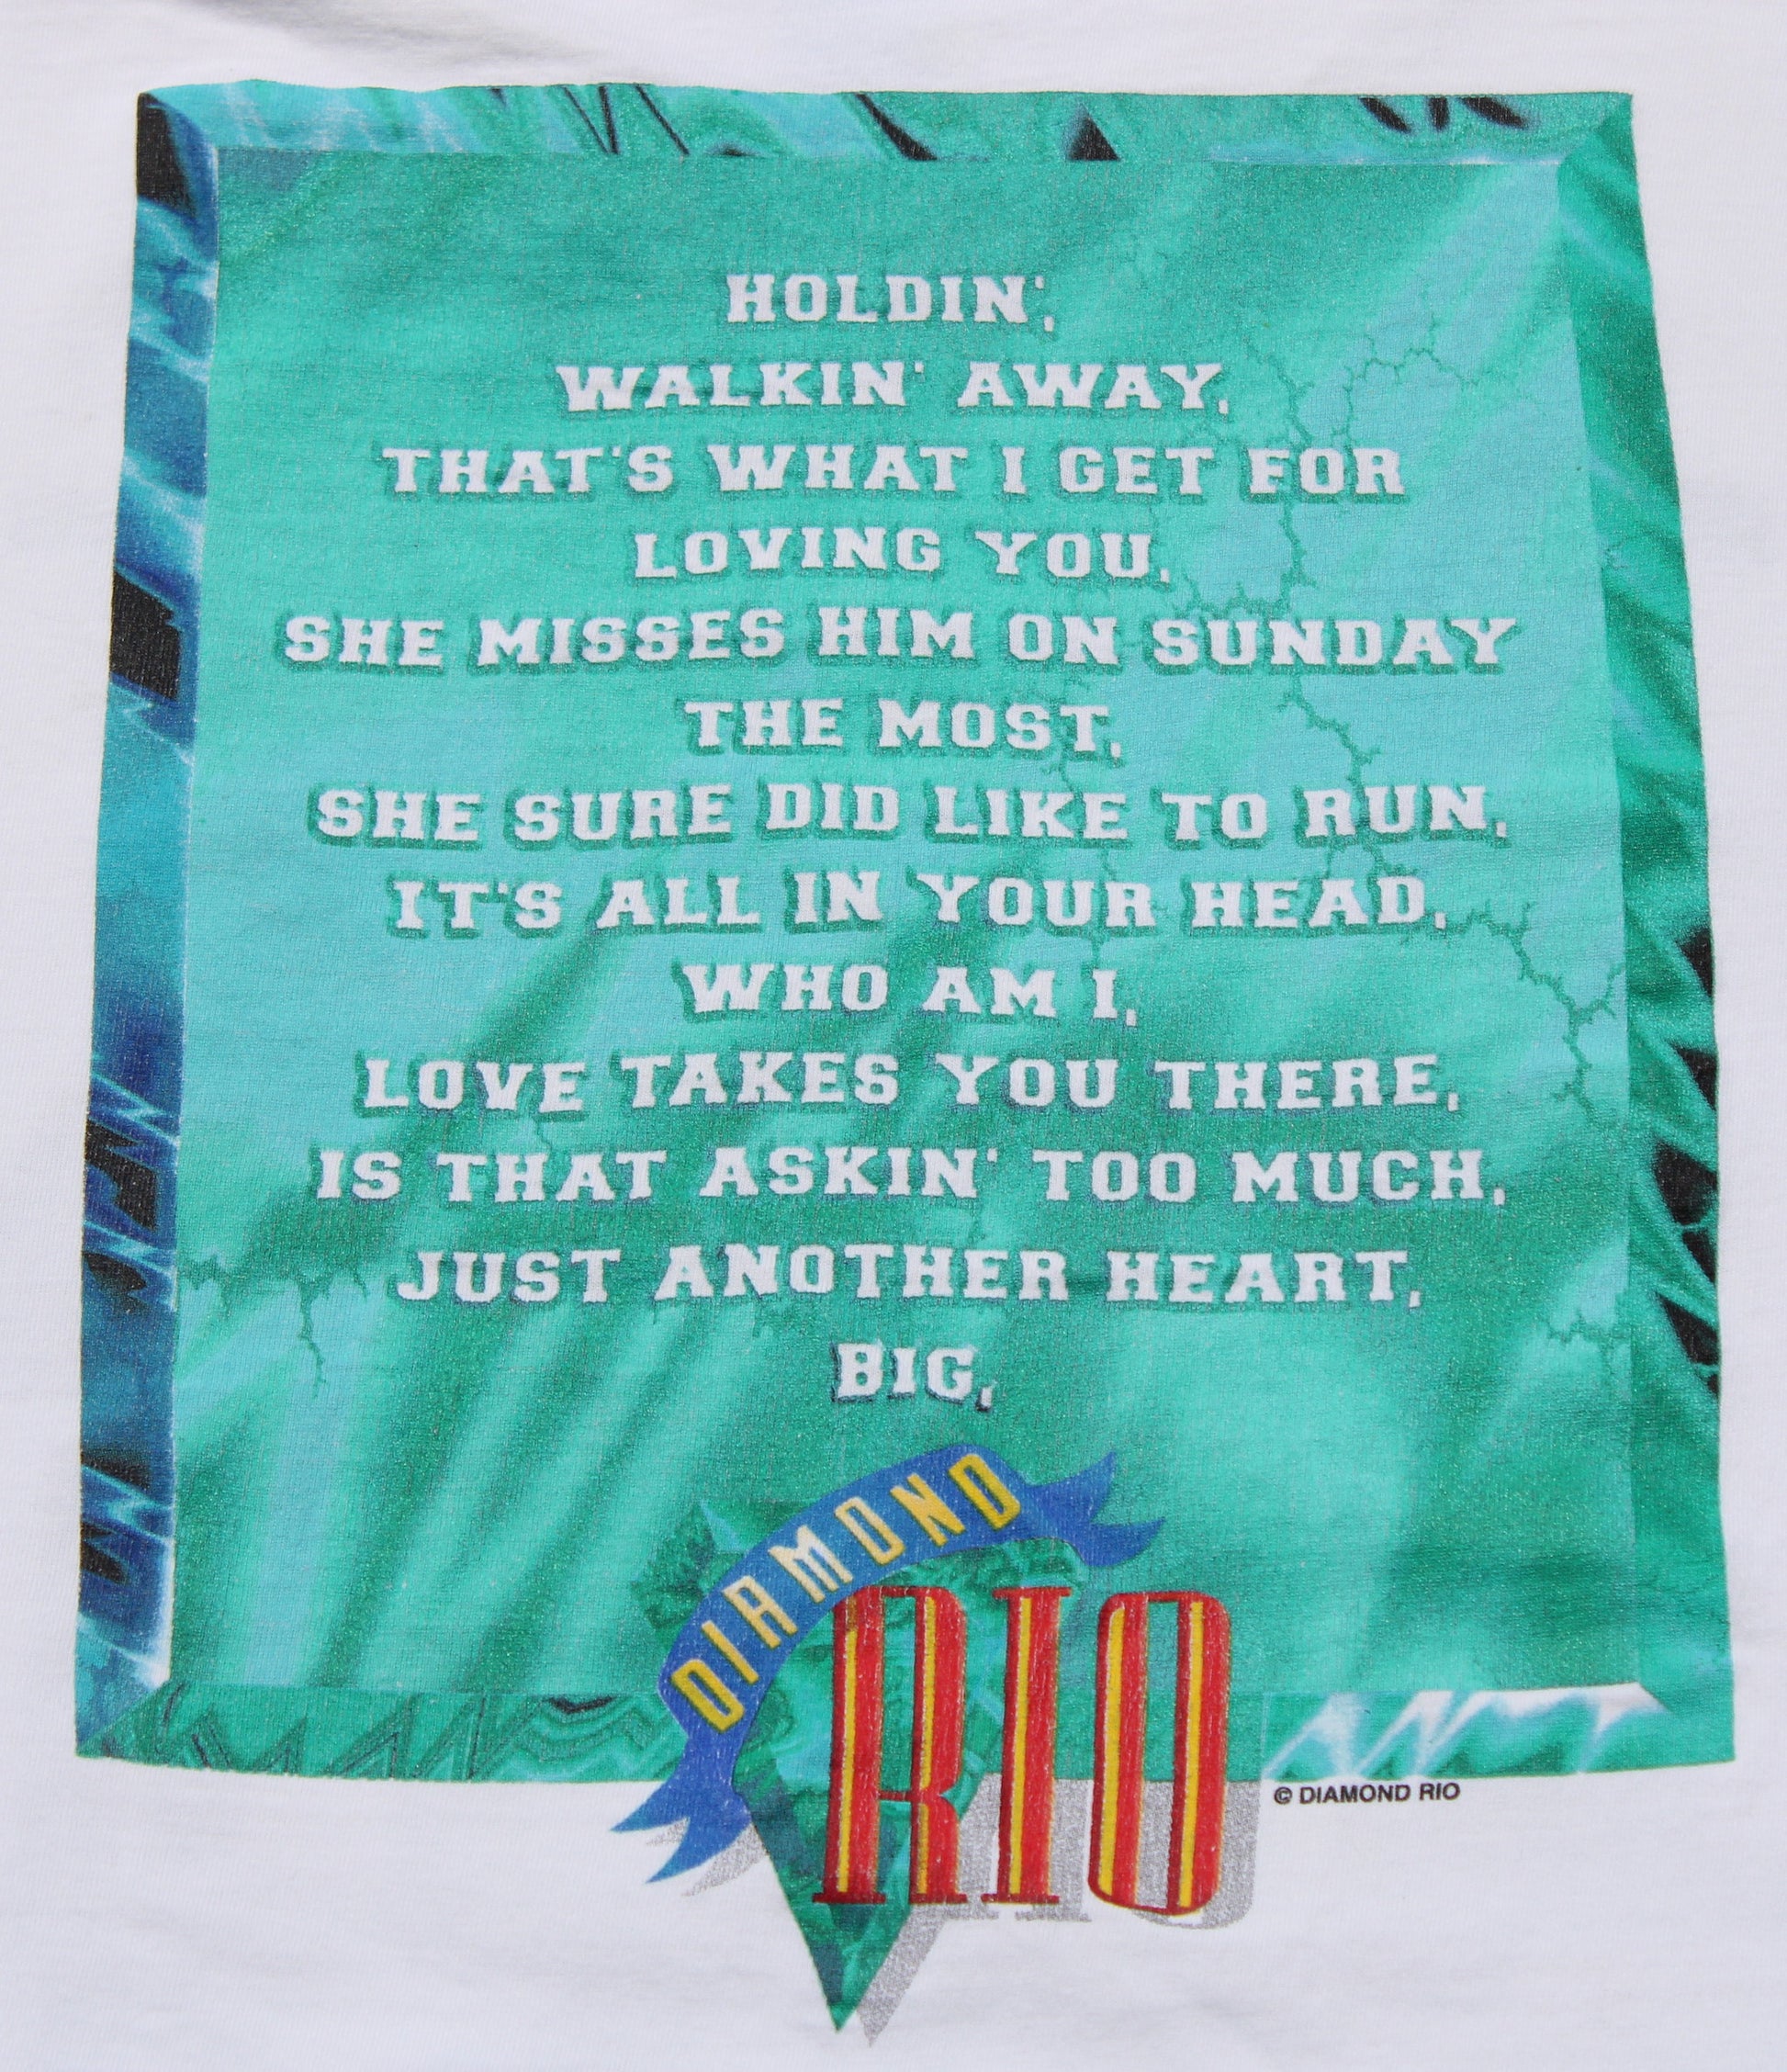 HOLDIN',
WALKIN' AWAY,
THAT'S WHAT I GET FOR
LOVING YOU,
SHE MISSES HIM ON SUNDAY
THE MOST,
SHE SURE DID LIKE TO RUN,
IT'S ALL IN YOUR HEAD,
WHO AM I,
LOVE TAKES YOU THERE,
IS THAT ASKIN' TOO MUCH,
JUST ANOTHER HEART,
BIG,
DIAMOND
RIO
© DIAMOND RIO